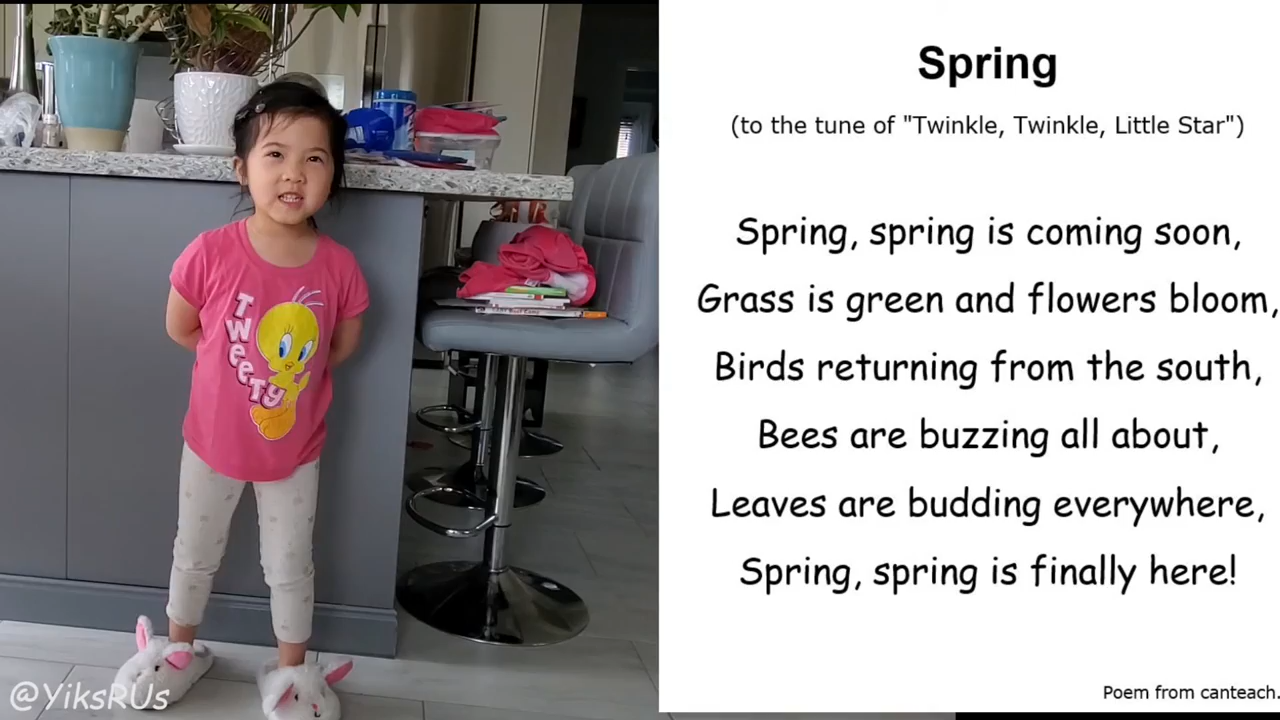 Spring
(to the tune of "Twinkle, Twinkle, Little Star")
Spring, spring is coming soon,
Grass is green and flowers bloom,
Birds returning from the south,
Bees are buzzing all about,
Leaves are budding everywhere,
Spring, spring is finally here!
Poem from canteach.
TWeeTy
@YiksRUs